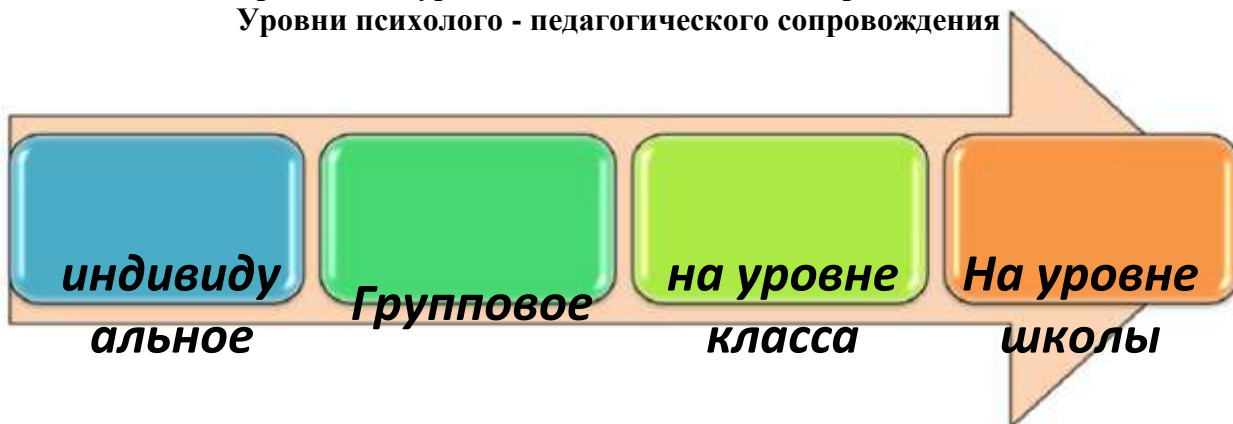 Уровни психолого - педагогического сопровождения
индивиду
альное
Групповое
на уровне
класса
На уровне
школы